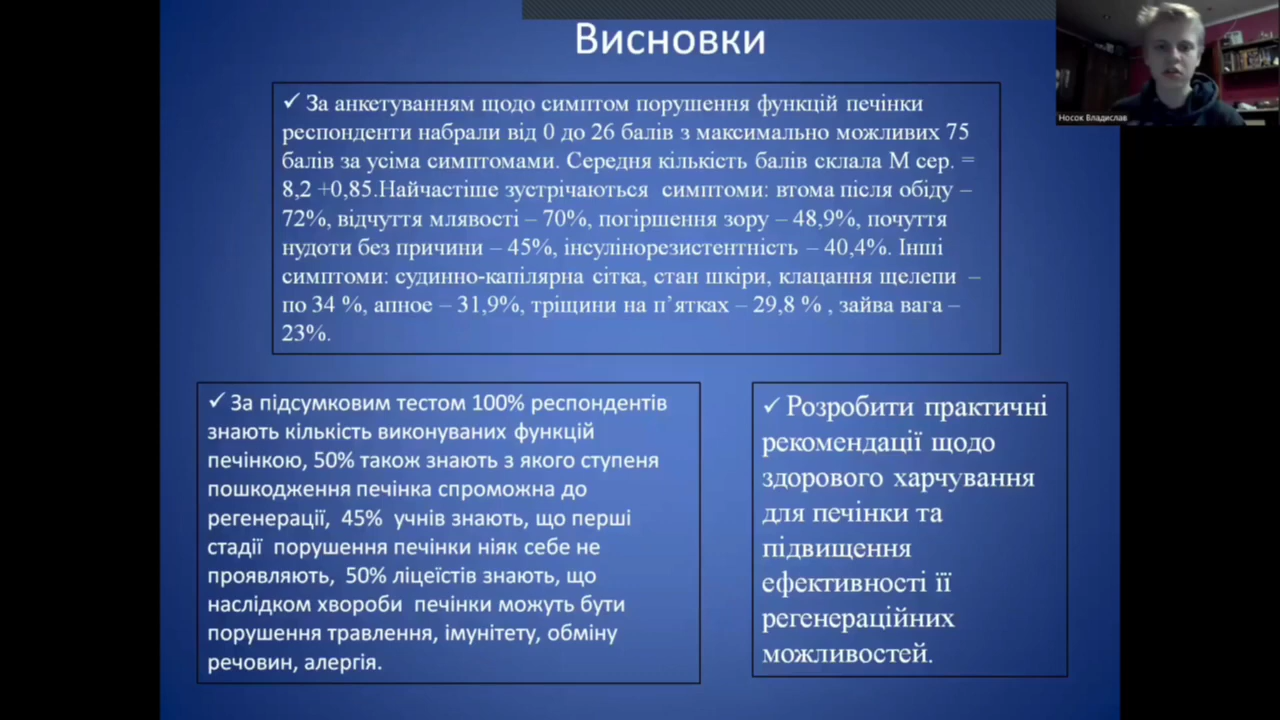 Висновки
Носок Владислав
✓ За анкетуванням щодо симптом порушення функцій печінки
респонденти набрали від 0 до 26 балів з максимально можливих 75
балів за усіма симптомами. Середня кількість балів склала М сер. =
8,2 +0,85.Найчастіше зустрічаються симптоми: втома після обіду –
72%, відчуття млявості – 70%, погіршення зору – 48,9%, почуття
нудоти без причини – 45%, інсулінорезистентність – 40,4%. Інші
симптоми: судинно-капілярна сітка, стан шкіри, клацання щелепи –
по 34 %, апное – 31,9%, тріщини на п’ятках – 29,8 % , зайва вага –
23%.
✓ За підсумковим тестом 100% респондентів
знають кількість виконуваних функцій
печінкою, 50% також знають з якого ступеня
пошкодження печінка спроможна до
регенерації, 45% учнів знають, що перші
стадії порушення печінки ніяк себе не
проявляють, 50% ліцеїстів знають, що
наслідком хвороби печінки можуть бути
порушення травлення, імунітету, обміну
речовин, алергія.
✓ Розробити практичні
рекомендації щодо
здорового харчування
для печінки та
підвищення
ефективності її
регенераційних
можливостей.